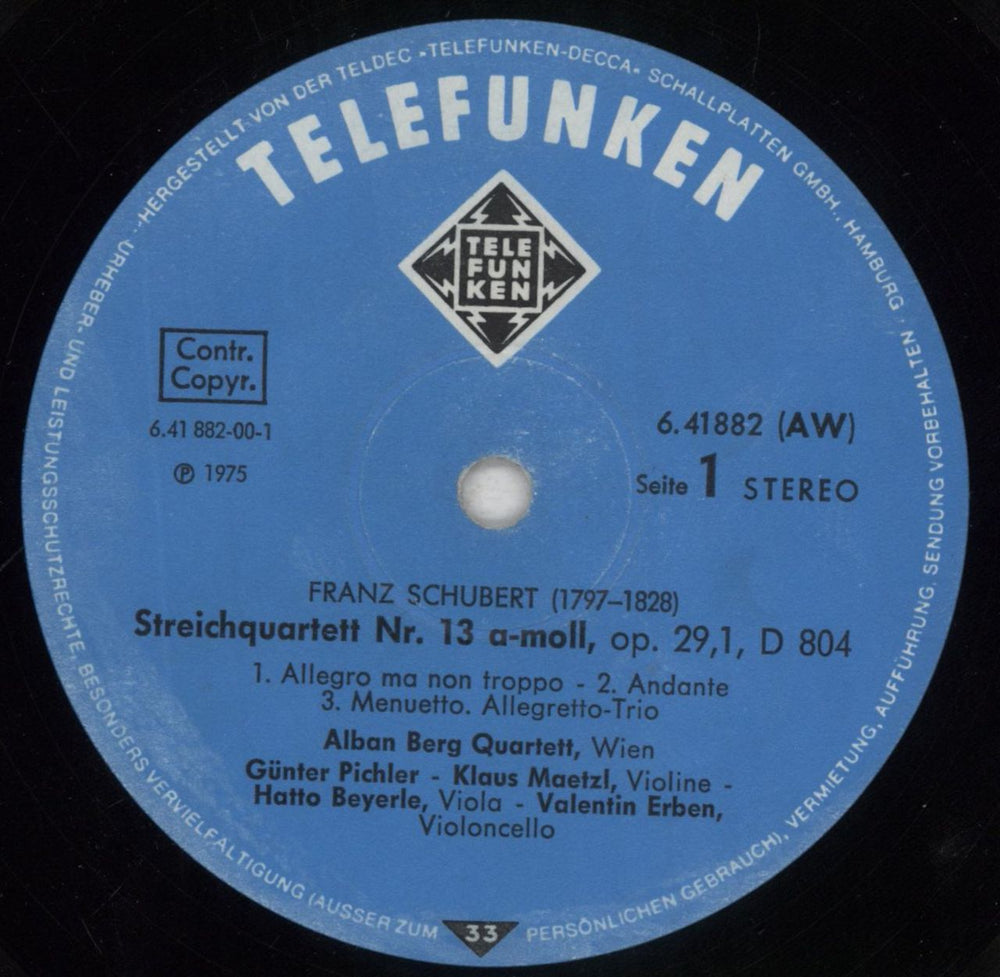 URHEBER- UND LEISTUNGSSCHUTZRECHTE, BESONDERS VERVIELFÄLTIGUNG (AUSSER ZUM PERSÖNLICHEN GEBRAUCH), VERMIETUNG, AUFFÜHRUNG, SENDUNG VORBEHALTEN
HERGESTELLT VON DER TELDEC »TELEFUNKEN-DECCA« SCHALLPLATTEN GMBH., HAMBURG
TELEFUNKEN
TELE
FUN
KEN
Contr.
Copyr.
6.41 882-00-1
℗ 1975
6.41882 (AW)
Seite 1 STEREO
FRANZ SCHUBERT (1797–1828)
Streichquartett Nr. 13 a-moll, op. 29,1, D 804
1. Allegro ma non troppo - 2. Andante
3. Menuetto. Allegretto-Trio
Alban Berg Quartett, Wien
Günter Pichler - Klaus Maetzl, Violine -
Hatto Beyerle, Viola - Valentin Erben,
Violoncello
33